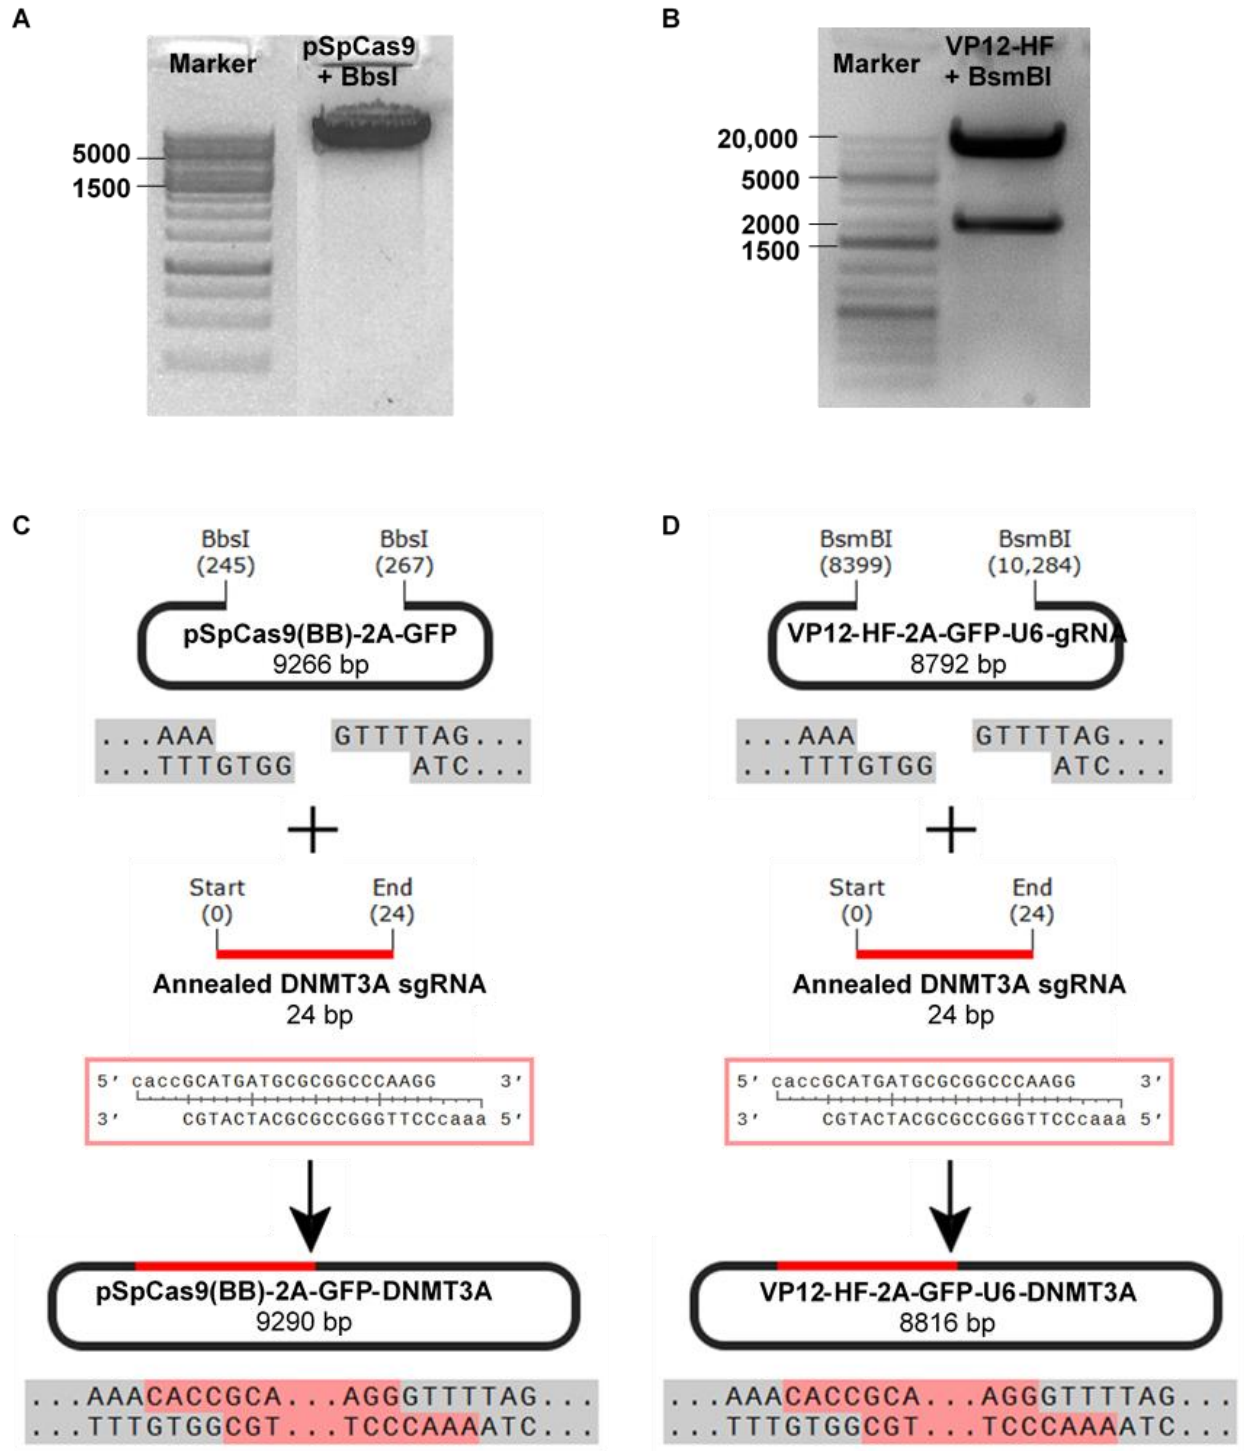 A
Marker
pSpCas9
+ BbsI
5000
1500
B
Marker
VP12-HF
+ BsmBI
20,000
5000
2000
1500
C
BbsI
(245)
BbsI
(267)
pSpCas9(BB)-2A-GFP
9266 bp
...AAA GTTTTAG...
...TTTGTGG ATC...
+
Start
(0)
End
(24)
Annealed DNMT3A sgRNA
24 bp
5' caccGCATGATGCGCGGCCCAAGG 3'
3' CGTACTACGCGCCGGGTTCCcaaa 5'
pSpCas9(BB)-2A-GFP-DNMT3A
9290 bp
...AAACACCGCA...AGGGTTTTAG...
...TTTGTGGCGT...TCCCAAAATC...
D
BsmBI
(8399)
BsmBI
(10,284)
VP12-HF-2A-GFP-U6-gRNA
8792 bp
...AAA GTTTTAG...
...TTTGTGG ATC...
+
Start
(0)
End
(24)
Annealed DNMT3A sgRNA
24 bp
5' caccGCATGATGCGCGGCCCAAGG 3'
3' CGTACTACGCGCCGGGTTCCcaaa 5'
VP12-HF-2A-GFP-U6-DNMT3A
8816 bp
...AAACACCGCA...AGGGTTTTAG...
...TTTGTGGCGT...TCCCAAAATC...